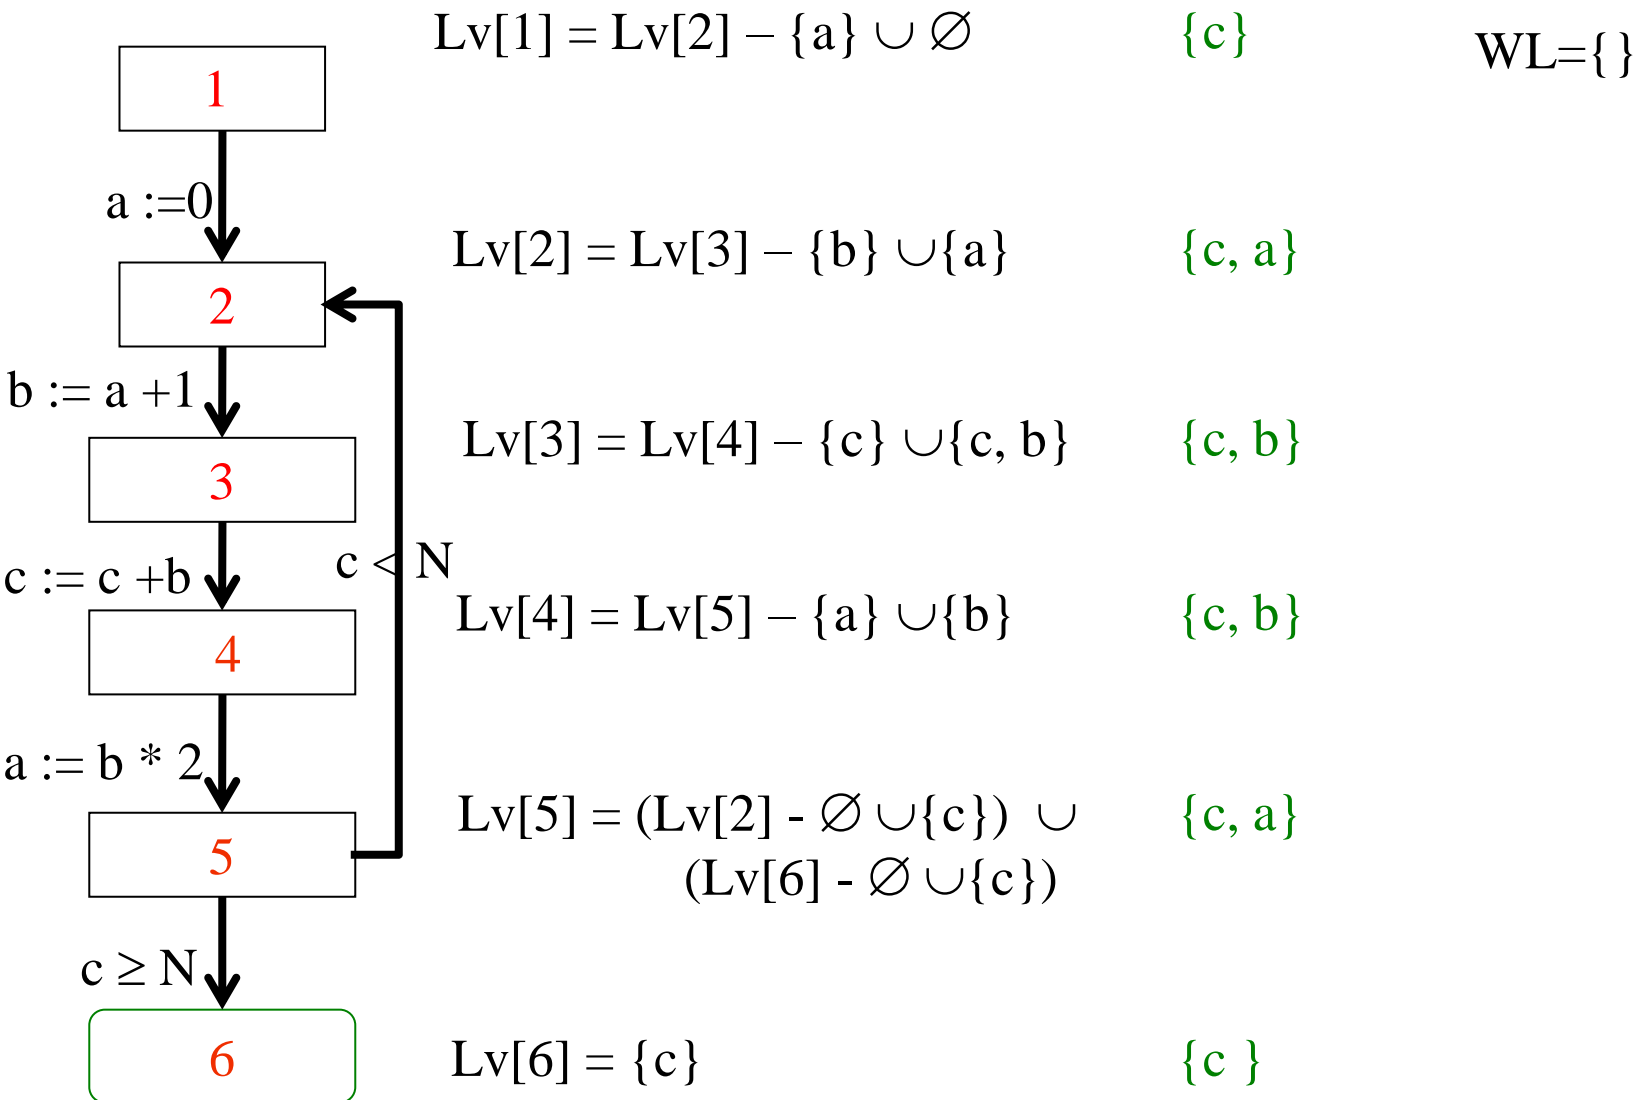 Lv[1] = Lv[2] – {a} ∪ ∅ {c}
WL={}
1
a :=0
Lv[2] = Lv[3] – {b} ∪{a} {c, a}
2
b := a +1
Lv[3] = Lv[4] – {c} ∪{c, b} {c, b}
3
c < N
c := c +b
Lv[4] = Lv[5] – {a} ∪{b} {c, b}
4
a := b * 2
Lv[5] = (Lv[2] - ∅ ∪{c}) ∪ {c, a}
(Lv[6] - ∅ ∪{c})
5
c ≥ N
Lv[6] = {c} {c }
6